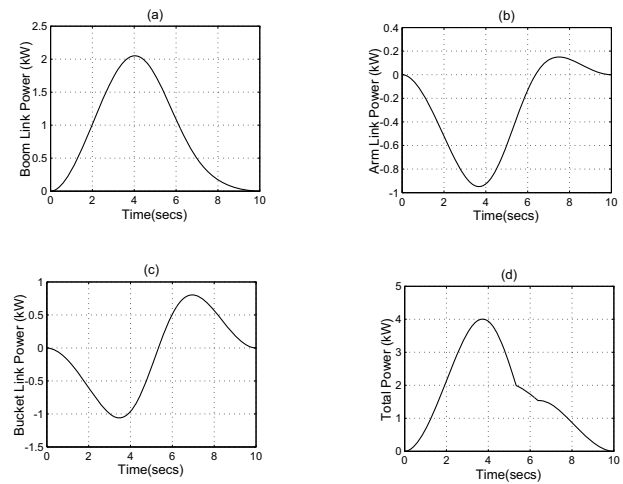 (a)
Boom Link Power (kW)
2.5
2
1.5
1
0.5
0
0 2 4 6 8 10
Time(secs)
(b)
Arm Link Power (kW)
0.4
0.2
0
-0.2
-0.4
-0.6
-0.8
-1
0 2 4 6 8 10
Time(secs)
(c)
Bucket Link Power (kW)
1
0.5
0
-0.5
-1
-1.5
0 2 4 6 8 10
Time(secs)
(d)
Total Power (kW)
5
4
3
2
1
0
0 2 4 6 8 10
Time(secs)